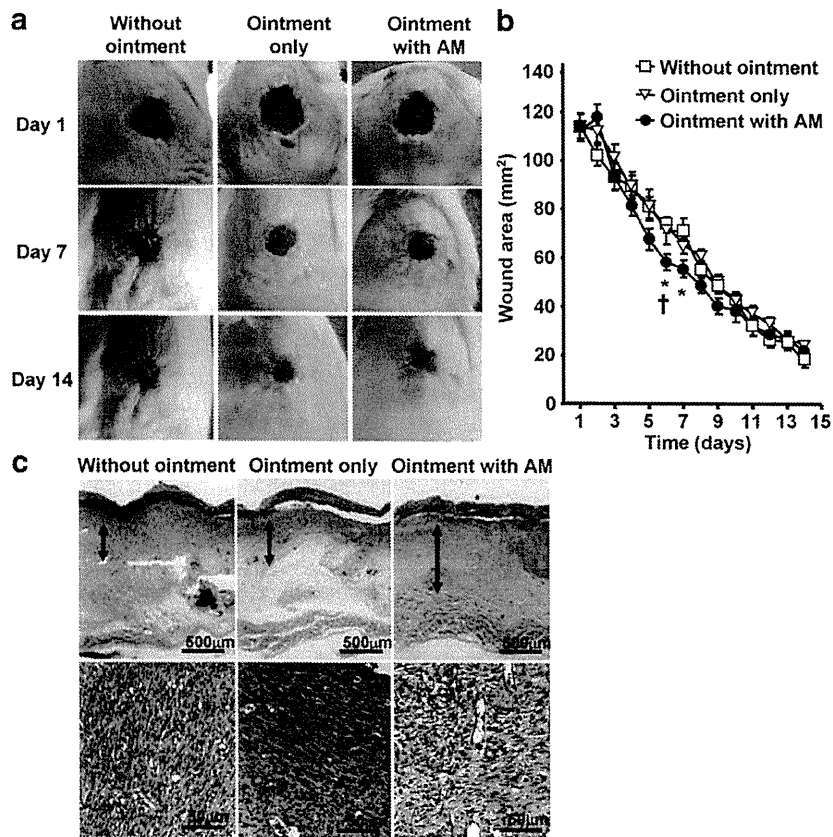 a
Without ointment
Ointment only
Ointment with AM
Day 1
Day 7
Day 14
b
Without ointment
Ointment only
Ointment with AM
Wound area (mm²)
140
120
100
80
60
40
20
0
*
†
*
1 3 5 7 9 11 13 15
Time (days)
c
Without ointment
Ointment only
Ointment with AM
500μm
500μm
500μm